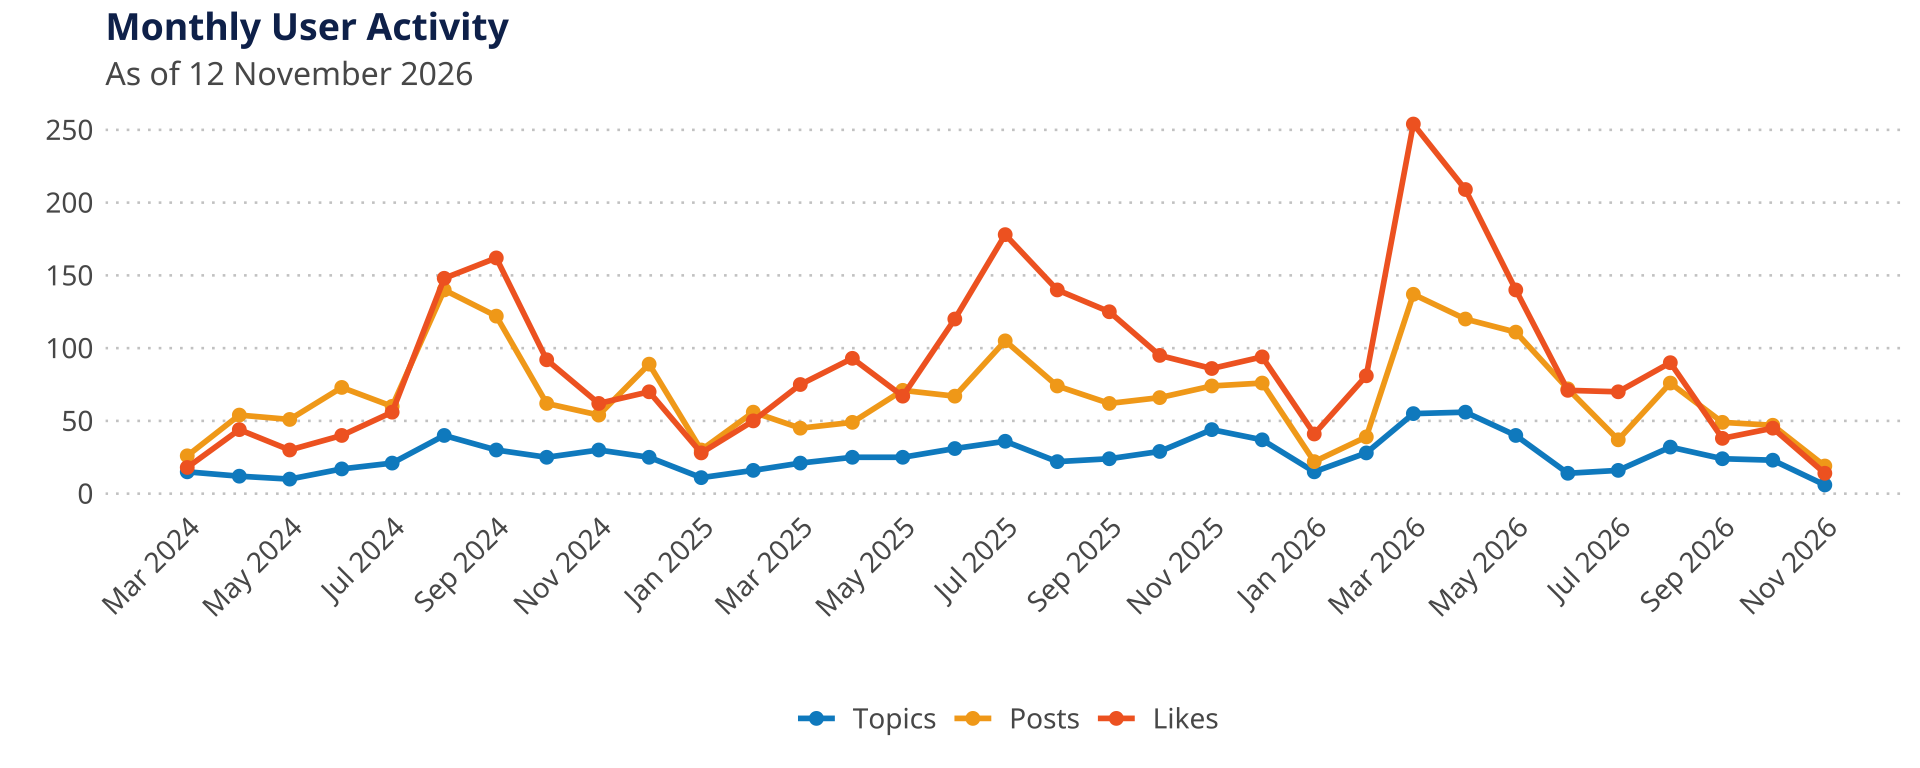 Monthly User Activity
As of 12 November 2026
250
200
150
100
50
0
Mar 2024
May 2024
Jul 2024
Sep 2024
Nov 2024
Jan 2025
Mar 2025
May 2025
Jul 2025
Sep 2025
Nov 2025
Jan 2026
Mar 2026
May 2026
Jul 2026
Sep 2026
Nov 2026
Topics Posts Likes